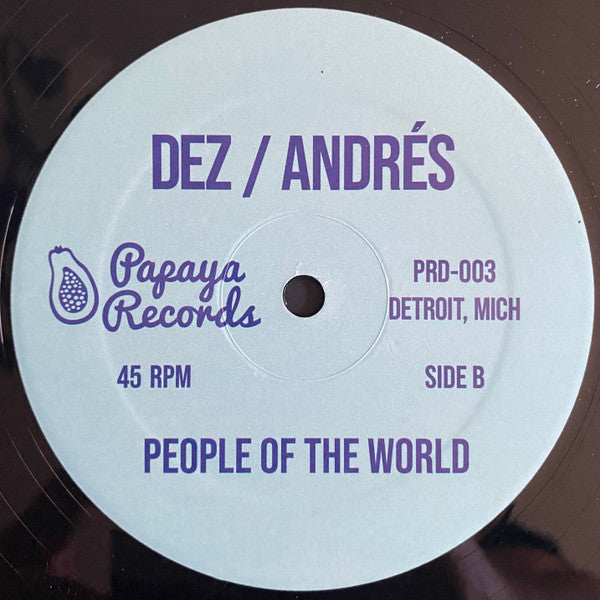 DEZ / ANDRÉS
Papaya
Records
PRD-003
DETROIT, MICH
45 RPM
SIDE B
PEOPLE OF THE WORLD